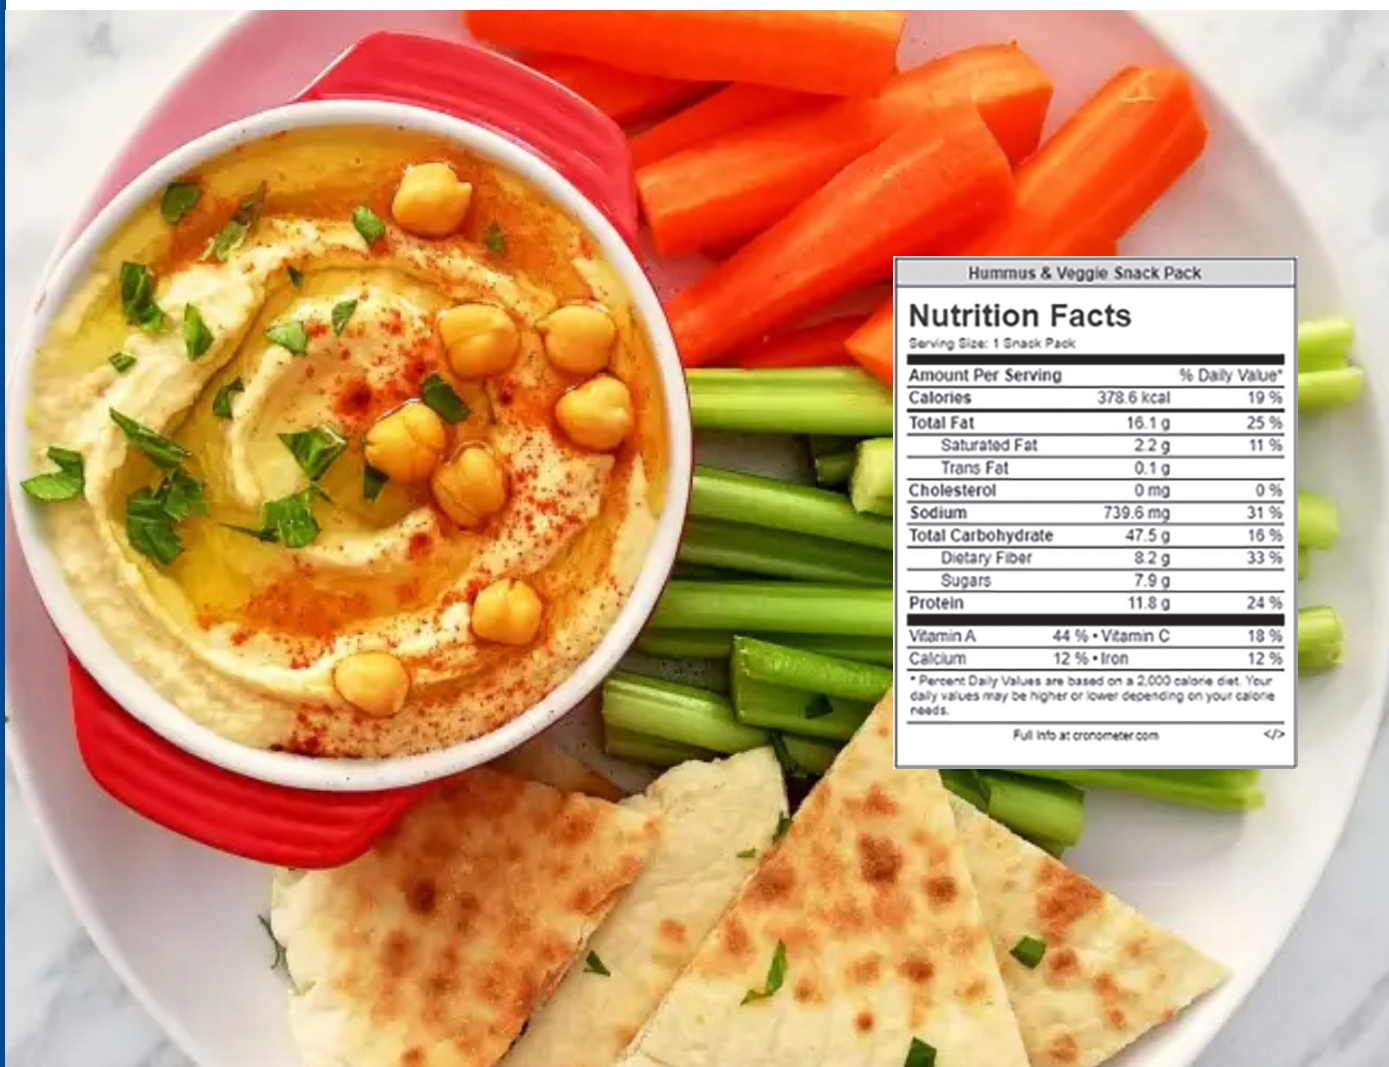 Hummus & Veggie Snack Pack
Nutrition Facts
Serving Size: 1 Snack Pack
Amount Per Serving % Daily Value*
Calories 378.6 kcal 19 %
Total Fat 16.1 g 25 %
Saturated Fat 2.2 g 11 %
Trans Fat 0.1 g
Cholesterol 0 mg 0 %
Sodium 739.6 mg 31 %
Total Carbohydrate 47.5 g 16 %
Dietary Fiber 8.2 g 33 %
Sugars 7.9 g
Protein 11.8 g 24 %
Vitamin A 44 % • Vitamin C 18 %
Calcium 12 % • Iron 12 %
* Percent Daily Values are based on a 2,000 calorie diet. Your
daily values may be higher or lower depending on your calorie
needs.
Full info at cronometer.com </>